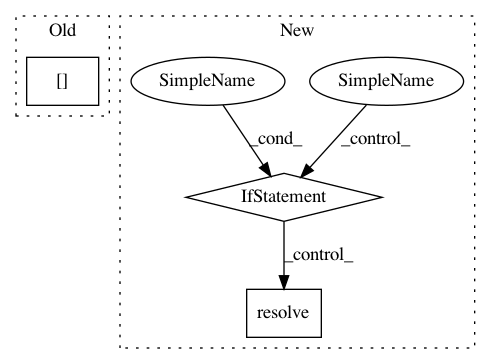 Old
New
[]
SimpleName
SimpleName
_cond_
_control_
IfStatement
_control_
resolve